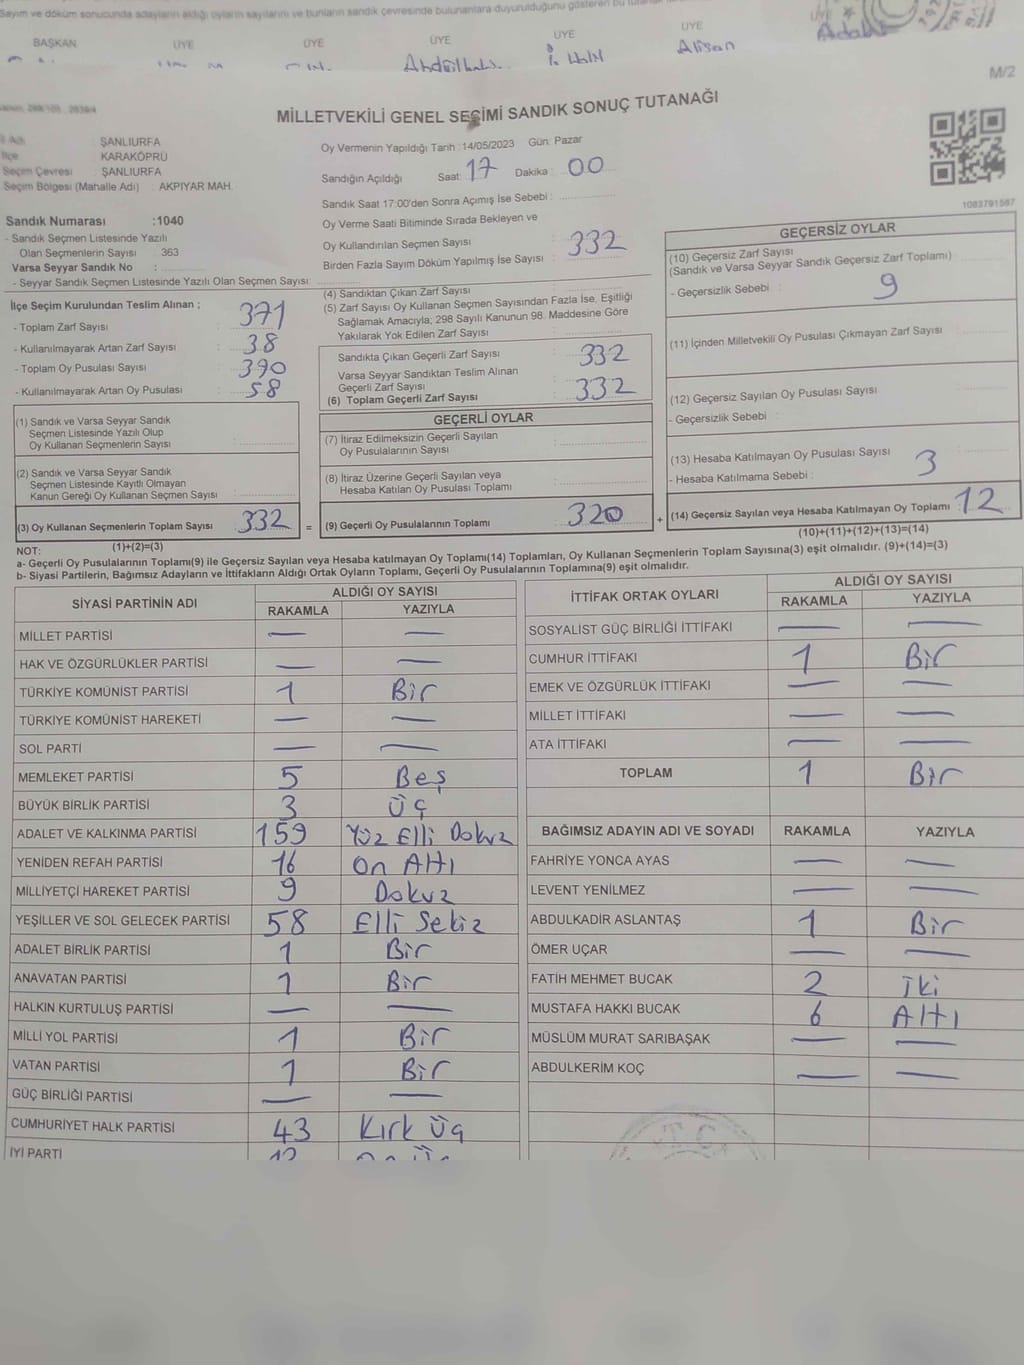 Sayım ve döküm sonucunda adayların aldığı oyların sayılarını ve bunların sandık çevresinde bulunanlara duyurulduğunu gösteren bu
BAŞKAN ÜYE ÜYE ÜYE ÜYE ÜYE ÜYE
Alisan
M/2
MİLLETVEKİLİ GENEL SEÇİMİ SANDIK SONUÇ TUTANAĞI
ŞANLIURFA
İlçe KARAKÖPRÜ
Seçim Çevresi : ŞANLIURFA
Seçim Bölgesi (Mahalle Adı) : AKPIYAR MAH.
Oy Vermenin Yapıldığı Tarih :14/05/2023 Gün: Pazar
Sandığın Açıldığı Saat: 17 Dakika : 00
Sandık Saat 17:00'den Sonra Açımış İse Sebebi :
Sandık Numarası :1040
- Sandık Seçmen Listesinde Yazılı
Olan Seçmenlerin Sayısı : 363
Varsa Seyyar Sandık No :
- Seyyar Sandık Seçmen Listesinde Yazılı Olan Seçmen Sayısı :
Oy Verme Saati Bitiminde Sırada Bekleyen ve
Oy Kullandırılan Seçmen Sayısı : 332
Birden Fazla Sayım Döküm Yapılmış İse Sayısı :
1083791587
İlçe Seçim Kurulundan Teslim Alınan ;
- Toplam Zarf Sayısı : 371
- Kullanılmayarak Artan Zarf Sayısı : 38
- Toplam Oy Pusulası Sayısı : 390
- Kullanılmayarak Artan Oy Pusulası : 58
(4) Sandıktan Çıkan Zarf Sayısı :
(5) Zarf Sayısı Oy Kullanan Seçmen Sayısından Fazla İse, Eşitliği
Sağlamak Amacıyla; 298 Sayılı Kanunun 98. Maddesine Göre
Yakılarak Yok Edilen Zarf Sayısı :
Sandıkta Çıkan Geçerli Zarf Sayısı : 332
Varsa Seyyar Sandıktan Teslim Alınan
Geçerli Zarf Sayısı :
(6) Toplam Geçerli Zarf Sayısı : 332
GEÇERSİZ OYLAR
(10) Geçersiz Zarf Sayısı
(Sandık ve Varsa Seyyar Sandık Geçersiz Zarf Toplamı)
- Geçersizlik Sebebi : 9
(11) İçinden Milletvekili Oy Pusulası Çıkmayan Zarf Sayısı
(12) Geçersiz Sayılan Oy Pusulası Sayısı
- Geçersizlik Sebebi :
(13) Hesaba Katılmayan Oy Pusulası Sayısı
- Hesaba Katılmama Sebebi : 3
(14) Geçersiz Sayılan veya Hesaba Katılmayan Oy Toplamı 12
(10)+(11)+(12)+(13)=(14)
(1) Sandık ve Varsa Seyyar Sandık
Seçmen Listesinde Yazılı Olup
Oy Kullanan Seçmenlerin Sayısı :
(2) Sandık ve Varsa Seyyar Sandık
Seçmen Listesinde Kayıtlı Olmayan
Kanun Gereği Oy Kullanan Seçmen Sayısı :
(3) Oy Kullanan Seçmenlerin Toplam Sayısı 332 =
(1)+(2)=(3)
GEÇERLİ OYLAR
(7) İtiraz Edilmeksizin Geçerli Sayılan
Oy Pusulalarının Sayısı :
(8) İtiraz Üzerine Geçerli Sayılan veya
Hesaba Katılan Oy Pusulası Toplamı :
(9) Geçerli Oy Pusulalarının Toplamı : 320 +
NOT:
a- Geçerli Oy Pusulalarının Toplamı(9) ile Geçersiz Sayılan veya Hesaba katılmayan Oy Toplamı(14) Toplamları, Oy Kullanan Seçmenlerin Toplam Sayısına(3) eşit olmalıdır. (9)+(14)=(3)
b- Siyasi Partilerin, Bağımsız Adayların ve İttifakların Aldığı Ortak Oyların Toplamı, Geçerli Oy Pusulalarının Toplamına(9) eşit olmalıdır.
SİYASİ PARTİNİN ADI ALDIĞI OY SAYISI
RAKAMLA YAZIYLA
MİLLET PARTİSİ — —
HAK VE ÖZGÜRLÜKLER PARTİSİ — —
TÜRKİYE KOMÜNİST PARTİSİ 1 Bir
TÜRKİYE KOMÜNİST HAREKETİ — —
SOL PARTİ — —
MEMLEKET PARTİSİ 5 Beş
BÜYÜK BİRLİK PARTİSİ 3 Üç
ADALET VE KALKINMA PARTİSİ 159 Yüz Elli Dokuz
YENİDEN REFAH PARTİSİ 16 On Altı
MİLLİYETÇİ HAREKET PARTİSİ 9 Dokuz
YEŞİLLER VE SOL GELECEK PARTİSİ 58 Elli Sekiz
ADALET BİRLİK PARTİSİ 1 Bir
ANAVATAN PARTİSİ 1 Bir
HALKIN KURTULUŞ PARTİSİ — —
MİLLİ YOL PARTİSİ 1 Bir
VATAN PARTİSİ 1 Bir
GÜÇ BİRLİĞİ PARTİSİ — —
CUMHURİYET HALK PARTİSİ 43 Kırk Üç
İYİ PARTİ
İTTİFAK ORTAK OYLARI ALDIĞI OY SAYISI
RAKAMLA YAZIYLA
SOSYALİST GÜÇ BİRLİĞİ İTTİFAKI — —
CUMHUR İTTİFAKI 1 Bir
EMEK VE ÖZGÜRLÜK İTTİFAKI — —
MİLLET İTTİFAKI — —
ATA İTTİFAKI — —
TOPLAM 1 Bir
BAĞIMSIZ ADAYIN ADI VE SOYADI RAKAMLA YAZIYLA
FAHRİYE YONCA AYAS — —
LEVENT YENİLMEZ — —
ABDULKADİR ASLANTAŞ 1 Bir
ÖMER UÇAR — —
FATİH MEHMET BUCAK 2 İki
MUSTAFA HAKKI BUCAK 6 Altı
MÜSLÜM MURAT SARIBAŞAK — —
ABDULKERİM KOÇ — —
T.C.